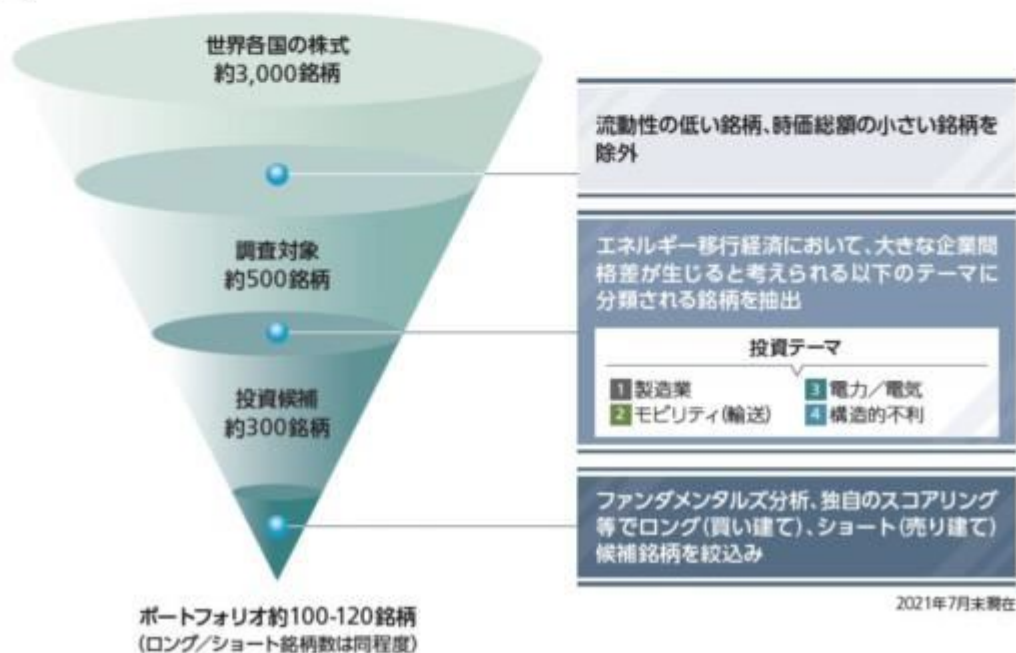 世界各国の株式
約3,000銘柄
流動性の低い銘柄、時価総額の小さい銘柄を
除外
調査対象
約500銘柄
エネルギー移行経済において、大きな企業間
格差が生じると考えられる以下のテーマに
分類される銘柄を抽出
投資テーマ
1 製造業
3 電力/電気
2 モビリティ(輸送)
4 構造的不利
投資候補
約300銘柄
ファンダメンタルズ分析、独自のスコアリング
等でロング(買い建て)、ショート(売り建て)
候補銘柄を絞込み
2021年7月末現在
ポートフォリオ約100-120銘柄
(ロング/ショート銘柄数は同程度)